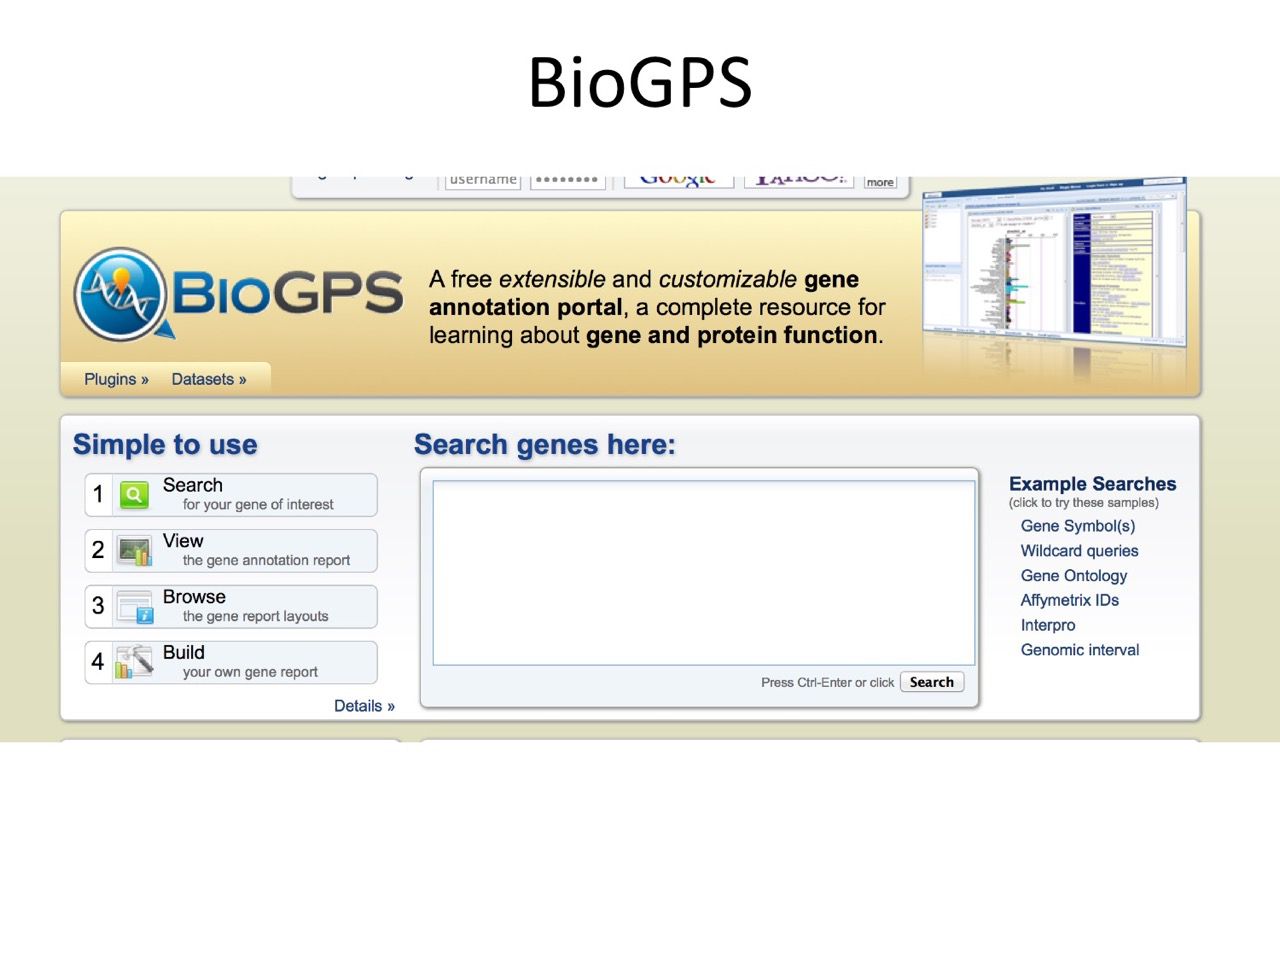 BioGPS
username
Google
YAHOO!
more
BioGPS
A free extensible and customizable gene
annotation portal, a complete resource for
learning about gene and protein function.
Plugins »
Datasets »
Simple to use
1
Search
for your gene of interest
2
View
the gene annotation report
3
Browse
the gene report layouts
4
Build
your own gene report
Details »
Search genes here:
Press Ctrl-Enter or click
Search
Example Searches
(click to try these samples)
Gene Symbol(s)
Wildcard queries
Gene Ontology
Affymetrix IDs
Interpro
Genomic interval